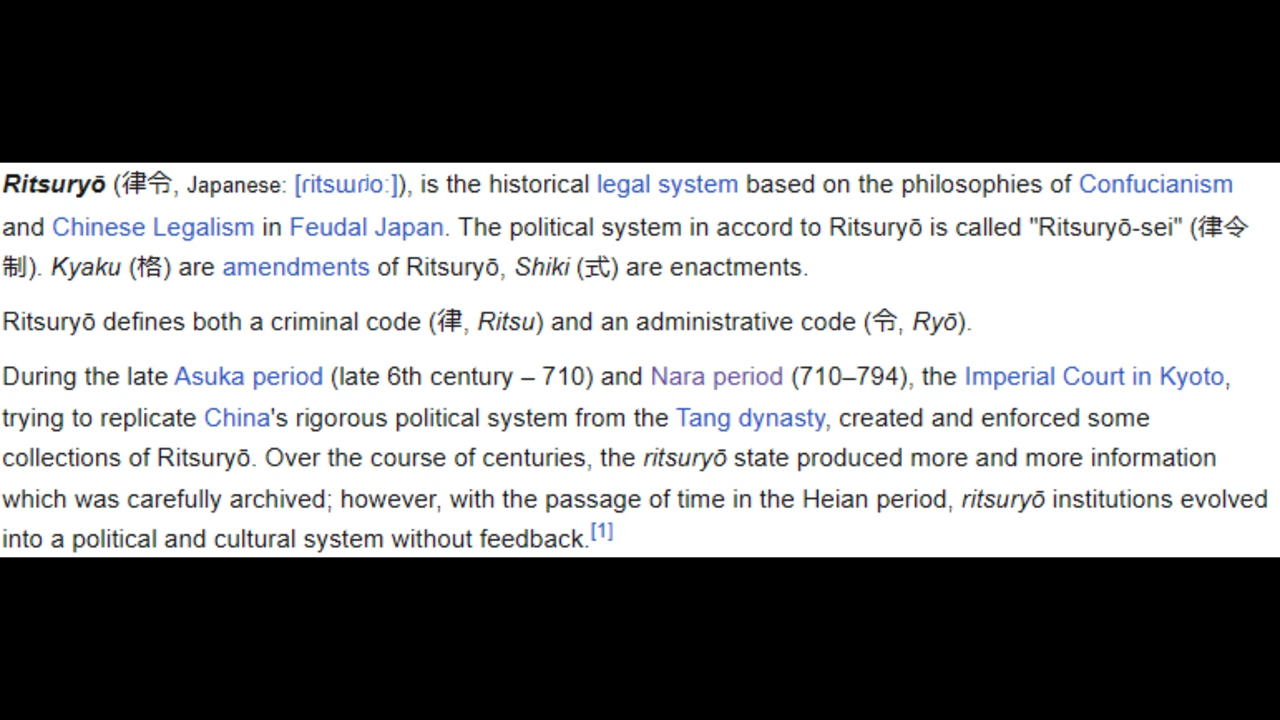 Ritsuryō (律令, Japanese: [ɾitsɯɾʲoː]), is the historical legal system based on the philosophies of Confucianism
and Chinese Legalism in Feudal Japan. The political system in accord to Ritsuryō is called "Ritsuryō-sei" (律令
制). Kyaku (格) are amendments of Ritsuryō, Shiki (式) are enactments.
Ritsuryō defines both a criminal code (律, Ritsu) and an administrative code (令, Ryō).
During the late Asuka period (late 6th century – 710) and Nara period (710–794), the Imperial Court in Kyoto,
trying to replicate China's rigorous political system from the Tang dynasty, created and enforced some
collections of Ritsuryō. Over the course of centuries, the ritsuryō state produced more and more information
which was carefully archived; however, with the passage of time in the Heian period, ritsuryō institutions evolved
into a political and cultural system without feedback.[1]